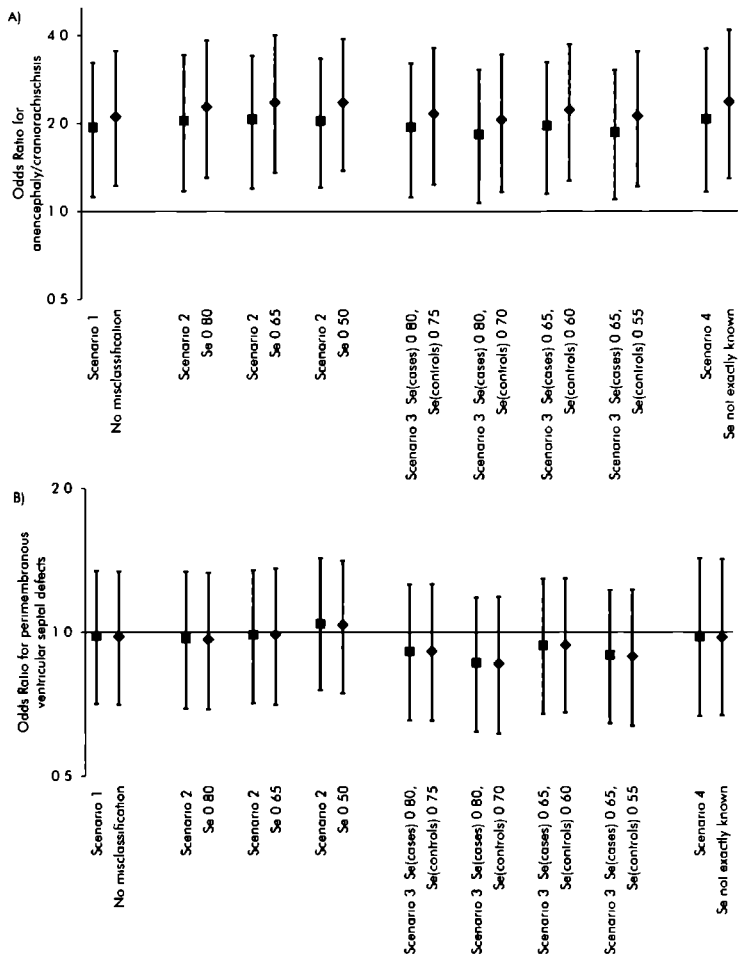 A)
Odds Ratio for
anencephaly/craniorachischisis
4 0
2 0
1 0
0 5
Scenario 1
No misclassification
Scenario 2
Se 0 80
Scenario 2
Se 0 65
Scenario 2
Se 0 50
Scenario 3 Se(cases) 0 80,
Se(controls) 0 75
Scenario 3 Se(cases) 0 80,
Se(controls) 0 70
Scenario 3 Se(cases) 0 65,
Se(controls) 0 60
Scenario 3 Se(cases) 0 65,
Se(controls) 0 55
Scenario 4
Se not exactly known
B)
Odds Ratio for perimembranous
ventricular septal defects
2 0
1 0
0 5
Scenario 1
No misclassification
Scenario 2
Se 0 80
Scenario 2
Se 0 65
Scenario 2
Se 0 50
Scenario 3 Se(cases) 0 80,
Se(controls) 0 75
Scenario 3 Se(cases) 0 80,
Se(controls) 0 70
Scenario 3 Se(cases) 0 65,
Se(controls) 0 60
Scenario 3 Se(cases) 0 65,
Se(controls) 0 55
Scenario 4
Se not exactly known